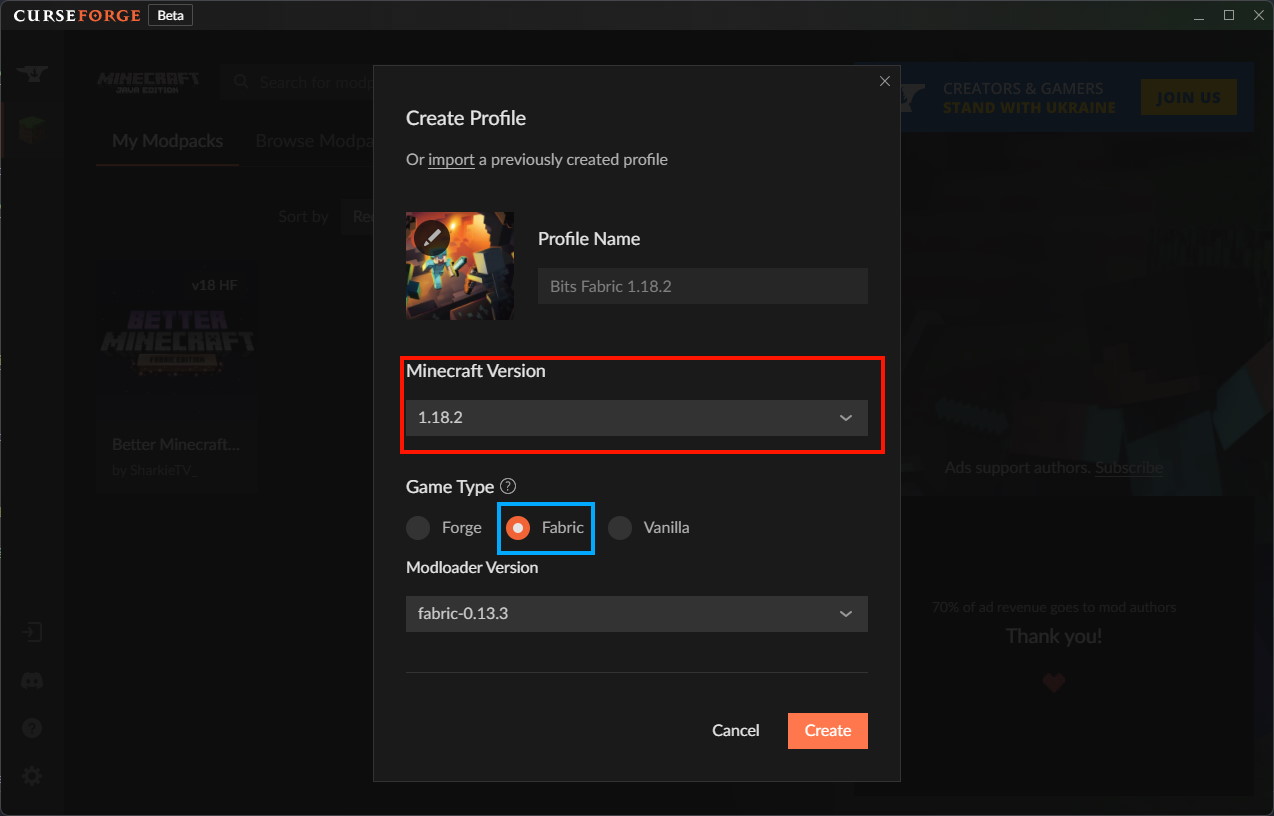 CURSEFORGE Beta
MINECRAFT
JAVA EDITION
Search for modp
CREATORS & GAMERS
STAND WITH UKRAINE
JOIN US
My Modpacks
Browse Modpa
Sort by
Re
v18 HF
BETTER
MINECRAFT
Better Minecraft...
by SharkieTV_
Create Profile
Or import a previously created profile
Profile Name
Bits Fabric 1.18.2
Minecraft Version
1.18.2
Game Type ?
Forge Fabric Vanilla
Modloader Version
fabric-0.13.3
Cancel Create
Ads support authors. Subscribe
70% of ad revenue goes to mod authors
Thank you!